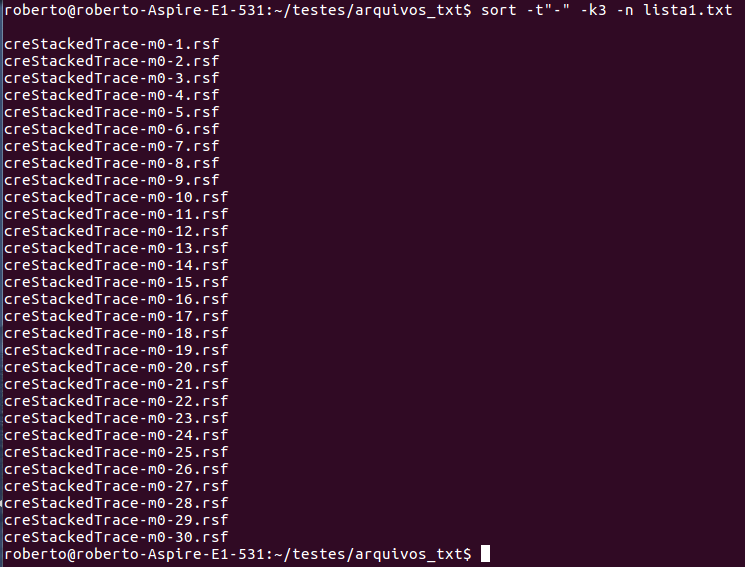 roberto@roberto-Aspire-E1-531:~/testes/arquivos_txt$ sort -t"-" -k3 -n lista1.txt

creStackedTrace-m0-1.rsf
creStackedTrace-m0-2.rsf
creStackedTrace-m0-3.rsf
creStackedTrace-m0-4.rsf
creStackedTrace-m0-5.rsf
creStackedTrace-m0-6.rsf
creStackedTrace-m0-7.rsf
creStackedTrace-m0-8.rsf
creStackedTrace-m0-9.rsf
creStackedTrace-m0-10.rsf
creStackedTrace-m0-11.rsf
creStackedTrace-m0-12.rsf
creStackedTrace-m0-13.rsf
creStackedTrace-m0-14.rsf
creStackedTrace-m0-15.rsf
creStackedTrace-m0-16.rsf
creStackedTrace-m0-17.rsf
creStackedTrace-m0-18.rsf
creStackedTrace-m0-19.rsf
creStackedTrace-m0-20.rsf
creStackedTrace-m0-21.rsf
creStackedTrace-m0-22.rsf
creStackedTrace-m0-23.rsf
creStackedTrace-m0-24.rsf
creStackedTrace-m0-25.rsf
creStackedTrace-m0-26.rsf
creStackedTrace-m0-27.rsf
creStackedTrace-m0-28.rsf
creStackedTrace-m0-29.rsf
creStackedTrace-m0-30.rsf
roberto@roberto-Aspire-E1-531:~/testes/arquivos_txt$